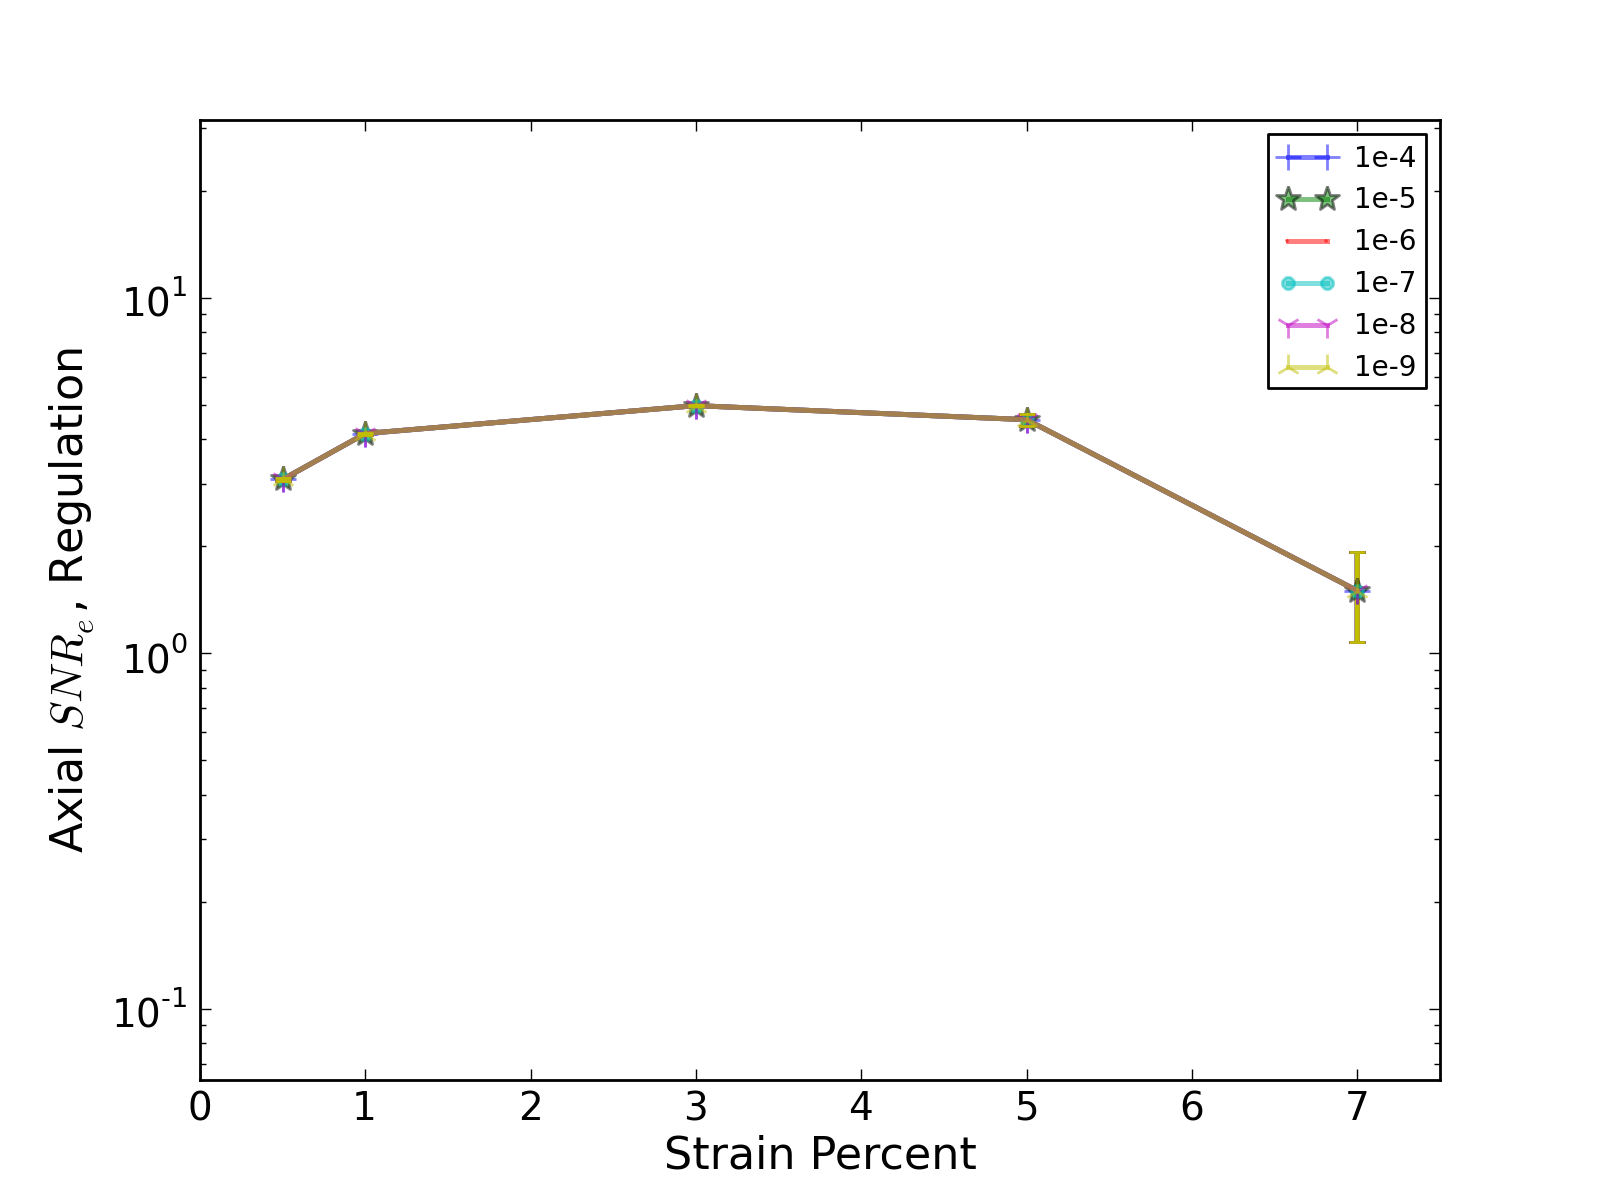 1e-4
1e-5
1e-6
1e-7
1e-8
1e-9
10^1
10^0
10^-1
Axial SNR_e, Regulation
0 1 2 3 4 5 6 7
Strain Percent